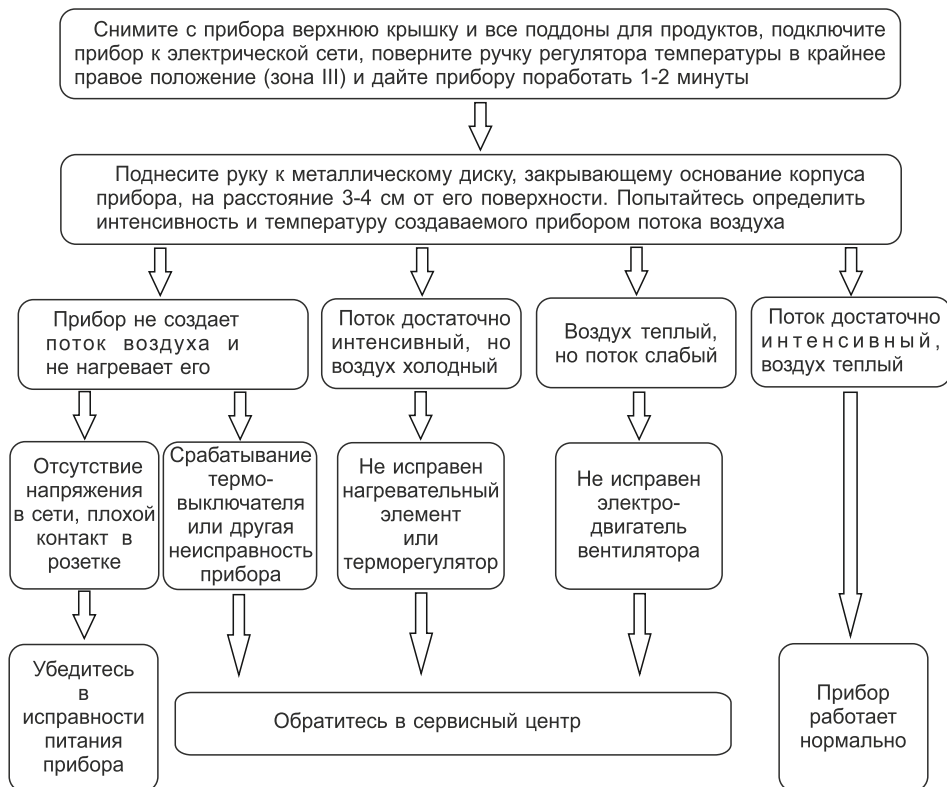 Снимите с прибора верхнюю крышку и все поддоны для продуктов, подключите
прибор к электрической сети, поверните ручку регулятора температуры в крайнее
правое положение (зона III) и дайте прибору поработать 1-2 минуты
Поднесите руку к металлическому диску, закрывающему основание корпуса
прибора, на расстояние 3-4 см от его поверхности. Попытайтесь определить
интенсивность и температуру создаваемого прибором потока воздуха
Прибор не создает
поток воздуха и
не нагревает его
Поток достаточно
интенсивный, но
воздух холодный
Воздух теплый,
но поток слабый
Поток достаточно
интенсивный,
воздух теплый
Отсутствие
напряжения
в сети, плохой
контакт в
розетке
Срабатывание
термо-
выключателя
или другая
неисправность
прибора
Не исправен
нагревательный
элемент
или
терморегулятор
Не исправен
электро-
двигатель
вентилятора
Убедитесь
в
исправности
питания
прибора
Обратитесь в сервисный центр
Прибор
работает
нормально